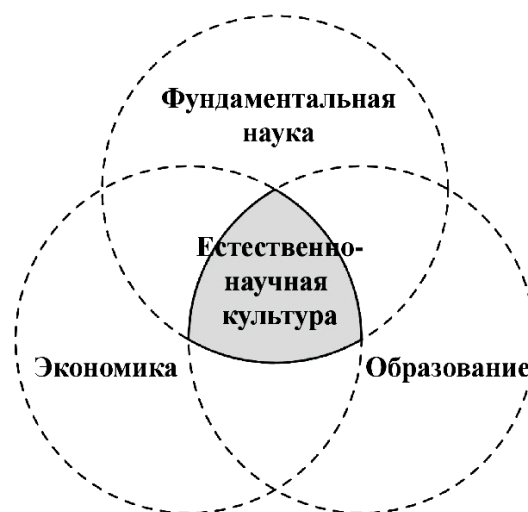 Фундаментальная
наука
Естественно-
научная
культура
Экономика
Образование